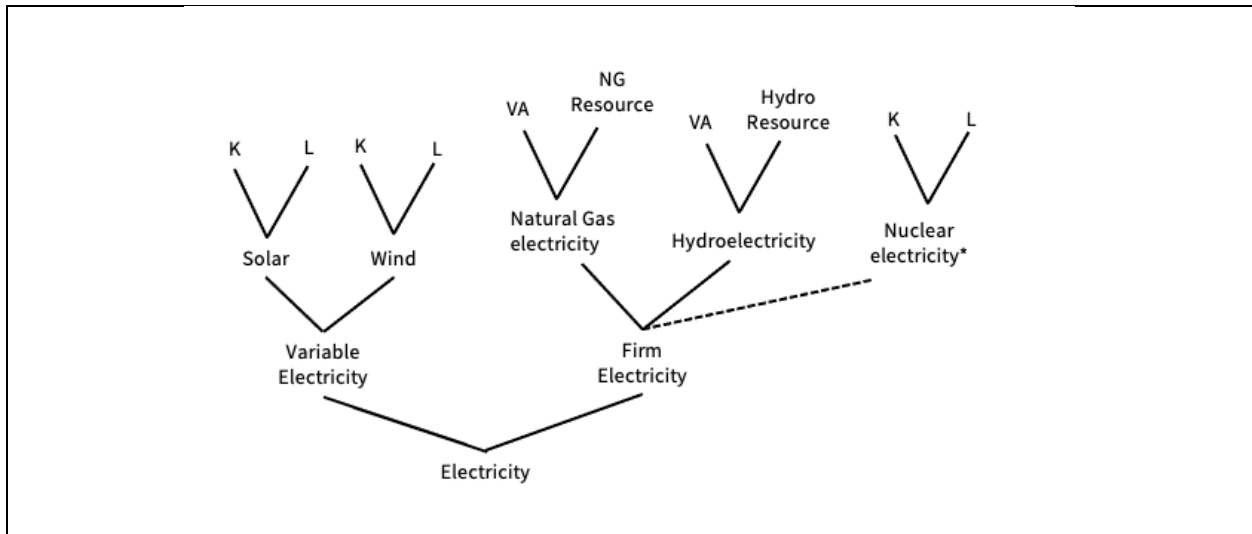 NG
Resource
VA
Hydro
Resource
VA
K
L
K
L
K
L
Natural Gas
electricity
Hydroelectricity
Nuclear
electricity*
Solar
Wind
Variable
Electricity
Firm
Electricity
Electricity